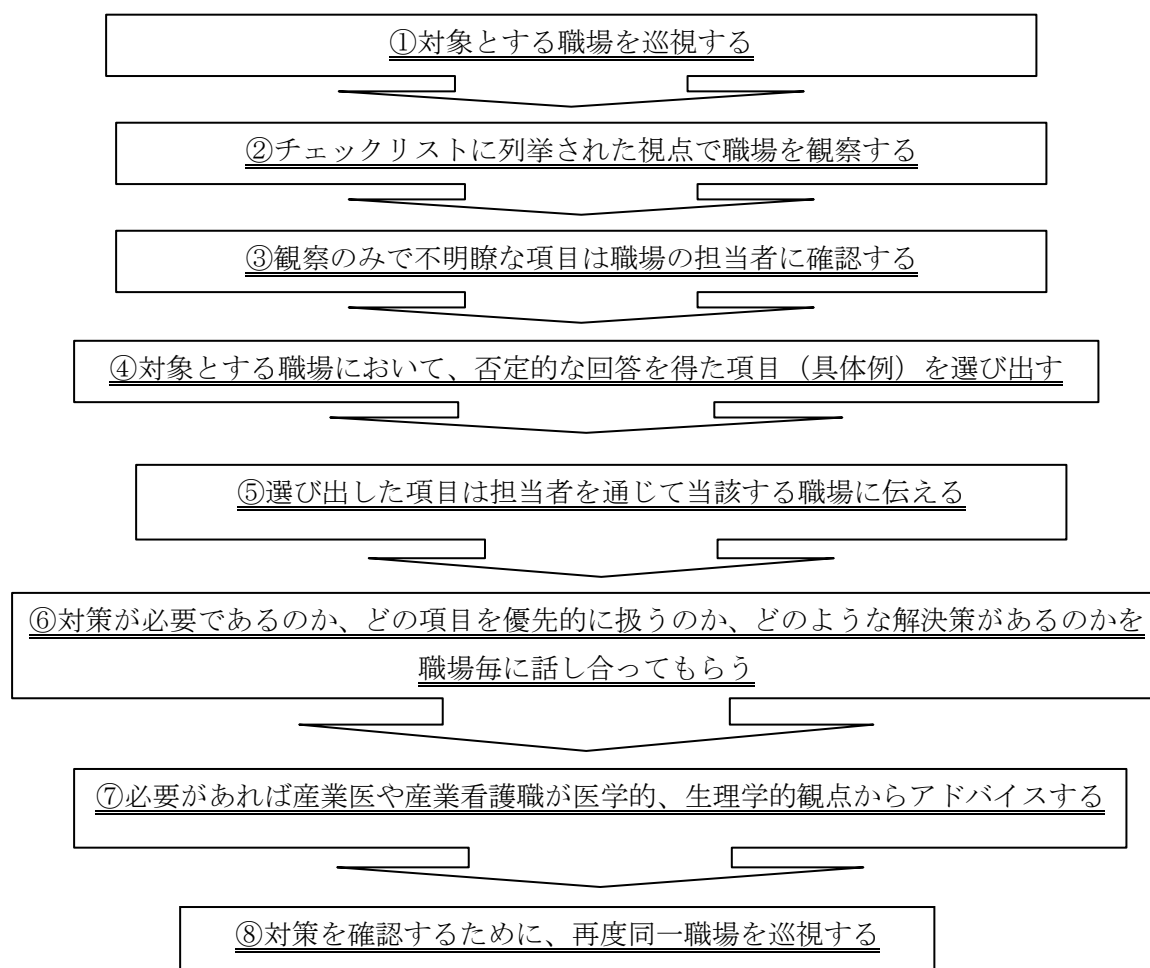 ①対象とする職場を巡視する
②チェックリストに列挙された視点で職場を観察する
③観察のみで不明瞭な項目は職場の担当者に確認する
④対象とする職場において、否定的な回答を得た項目（具体例）を選び出す
⑤選び出した項目は担当者を通じて当該する職場に伝える
⑥対策が必要であるのか、どの項目を優先的に扱うのか、どのような解決策があるのかを
職場毎に話し合ってもらう
⑦必要があれば産業医や産業看護職が医学的、生理学的観点からアドバイスする
⑧対策を確認するために、再度同一職場を巡視する